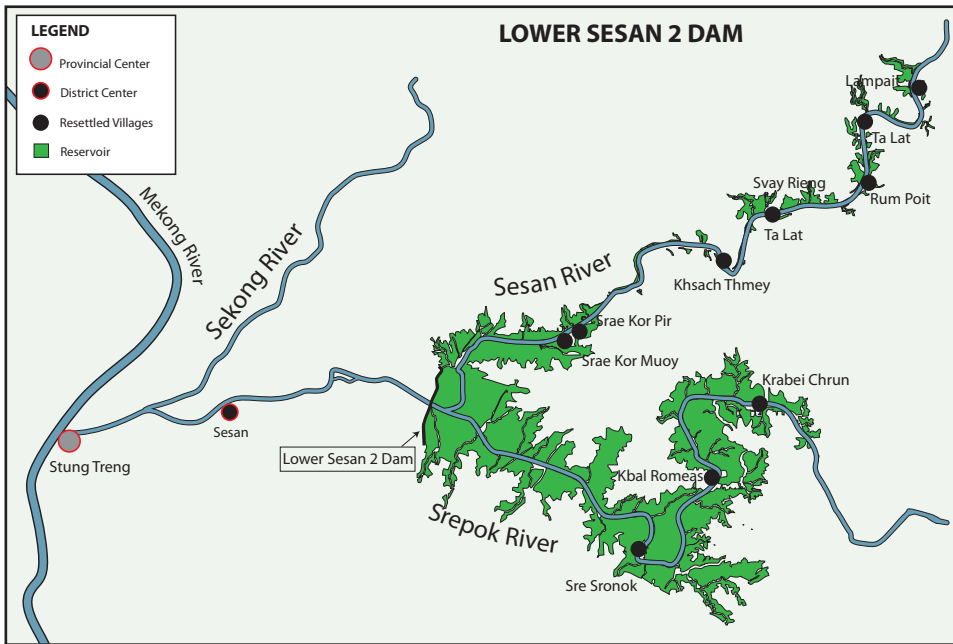 LOWER SESAN 2 DAM
LEGEND
Provincial Center
District Center
Resettled Villages
Reservoir
Lampait
Ta Lat
Svay Rieng
Rum Poit
Mekong River
Ta Lat
Sekong River
Khsach Thmey
Sesan River
Srae Kor Pir
Srae Kor Muoy
Krabei Chrun
Sesan
Stung Treng
Lower Sesan 2 Dam
Kbal Romeas
Srepok River
Sre Sronok